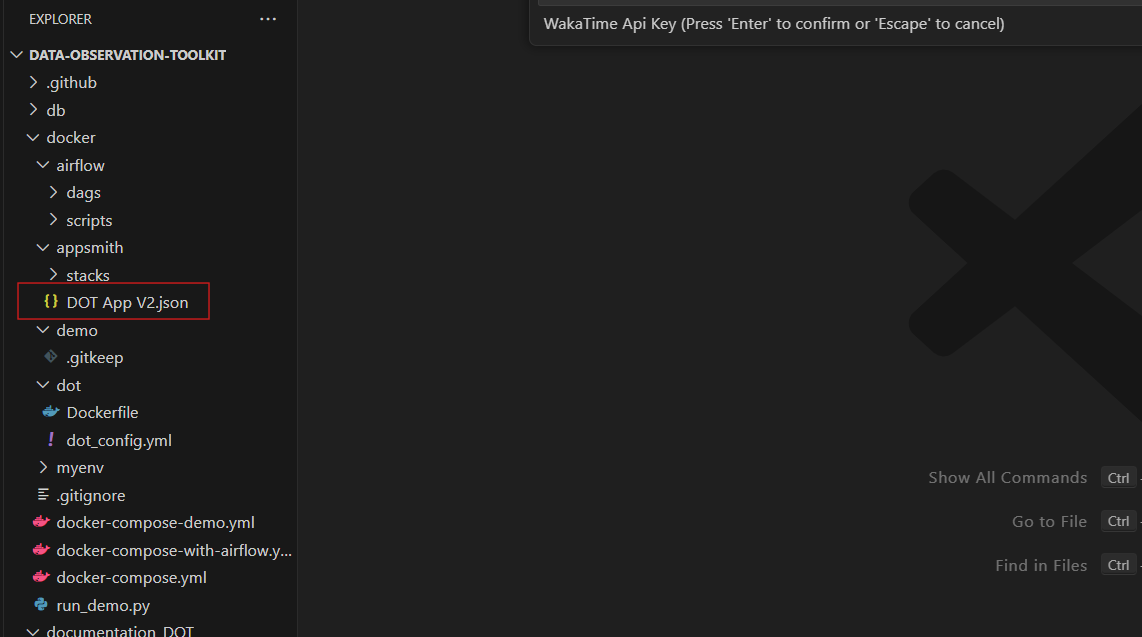 EXPLORER
WakaTime Api Key (Press 'Enter' to confirm or 'Escape' to cancel)
DATA-OBSERVATION-TOOLKIT
.github
db
docker
airflow
dags
scripts
appsmith
stacks
DOT App V2.json
demo
.gitkeep
dot
Dockerfile
dot_config.yml
myenv
.gitignore
docker-compose-demo.yml
docker-compose-with-airflow.y...
docker-compose.yml
run_demo.py
documentation_DOT
Show All Commands Ctrl
Go to File Ctrl
Find in Files Ctrl